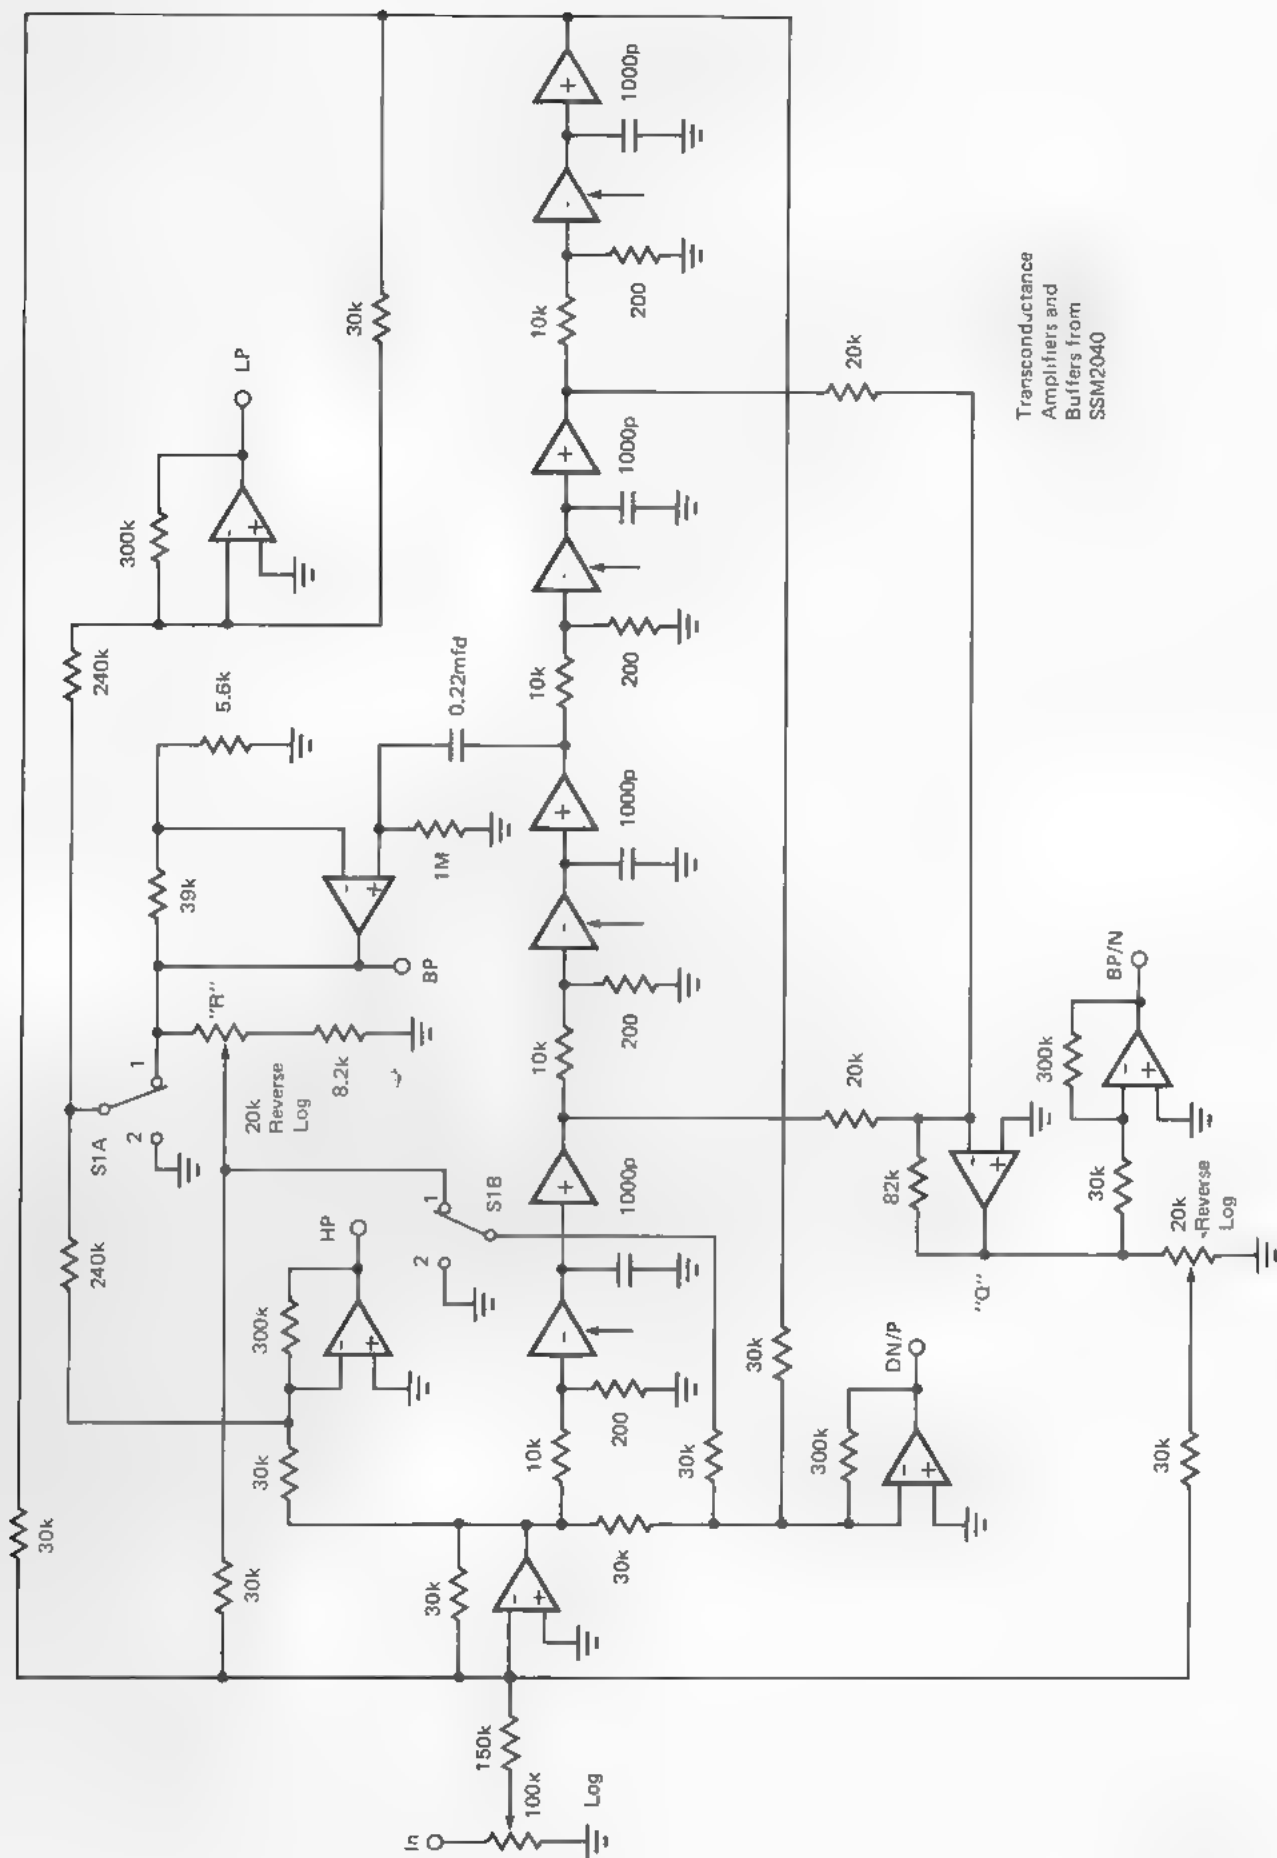 30k
300k
LP
240k
5.6k
39k
BP
1M
0.22mfd
"R"
20k
Reverse
Log
8.2k
1
2
S1A
240k
HP
300k
1
2
S1B
30k
30k
30k
30k
In
150k
100k
Log
10k
200
1000p
10k
200
1000p
10k
200
1000p
10k
200
1000p
30k
30k
30k
300k
DN/P
20k
20k
82k
"Q"
300k
BP/N
30k
20k
Reverse
Log
30k
Transconductance
Amplifiers and
Buffers from
SSM2040